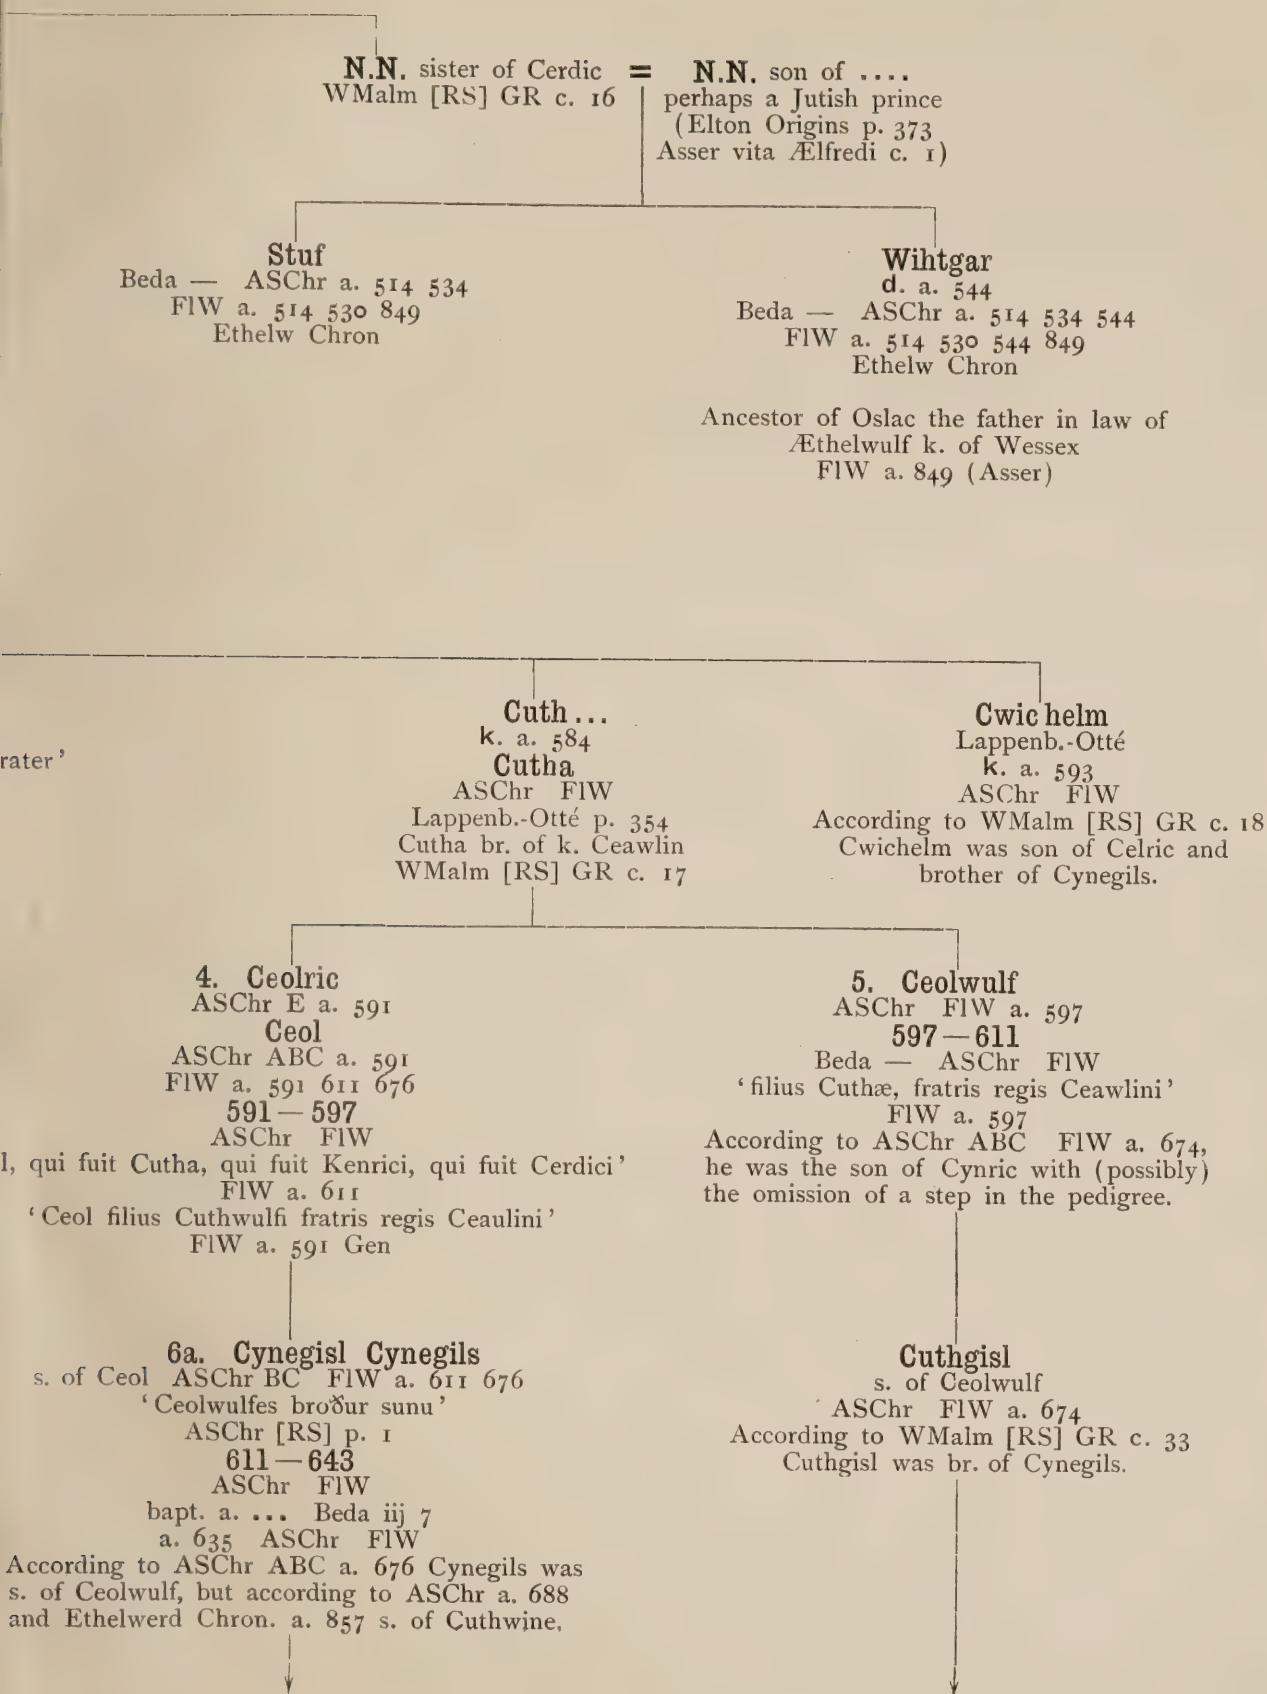 N.N. sister of Cerdic = N.N. son of ....
WMalm [RS] GR c. 16
perhaps a Jutish prince
(Elton Origins p. 373
Asser vita Ælfredi c. 1)
Stuf
Beda — ASChr a. 514 534
FlW a. 514 530 849
Ethelw Chron
Wihtgar
d. a. 544
Beda — ASChr a. 514 534 544
FlW a. 514 530 544 849
Ethelw Chron
Ancestor of Oslac the father in law of
Æthelwulf k. of Wessex
FlW a. 849 (Asser)
rater’
Cuth...
k. a. 584
Cutha
ASChr FlW
Lappenb.-Otté p. 354
Cutha br. of k. Ceawlin
WMalm [RS] GR c. 17
Cwichelm
Lappenb.-Otté
k. a. 593
ASChr FlW
According to WMalm [RS] GR c. 18
Cwichelm was son of Celric and
brother of Cynegils.
4. Ceolric
ASChr E a. 591
Ceol
ASChr ABC a. 591
FlW a. 591 611 676
591—597
ASChr FlW
l, qui fuit Cutha, qui fuit Kenrici, qui fuit Cerdici’
FlW a. 611
‘Ceol filius Cuthwulfi fratris regis Ceaulini’
FlW a. 591 Gen
5. Ceolwulf
ASChr FlW a. 597
597—611
Beda — ASChr FlW
‘filius Cuthæ, fratris regis Ceawlini’
FlW a. 597
According to ASChr ABC FlW a. 674,
he was the son of Cynric with (possibly)
the omission of a step in the pedigree.
6a. Cynegisl Cynegils
s. of Ceol ASChr BC FlW a. 611 676
‘Ceolwulfes broður sunu’
ASChr [RS] p. 1
611—643
ASChr FlW
bapt. a. ... Beda iij 7
a. 635 ASChr FlW
According to ASChr ABC a. 676 Cynegils was
s. of Ceolwulf, but according to ASChr a. 688
and Ethelwerd Chron. a. 857 s. of Cuthwine.
Cuthgisl
s. of Ceolwulf
ASChr FlW a. 674
According to WMalm [RS] GR c. 33
Cuthgisl was br. of Cynegils.